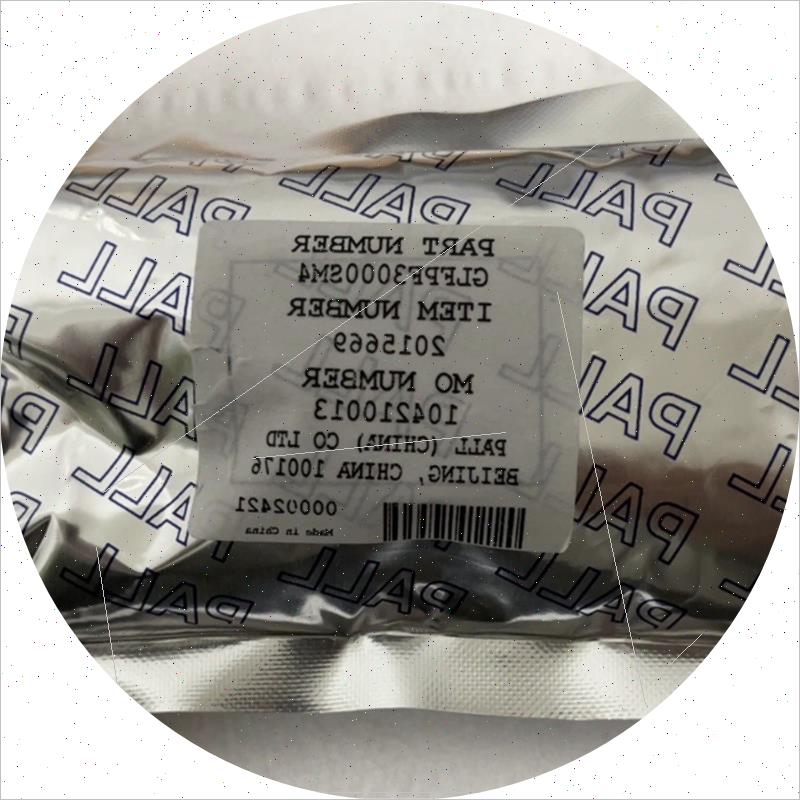 PALL PALL PALL
PART NUMBER
GLFPF3000SM4
ITEM NUMBER
2015669
MO NUMBER
104210013
PALL (CHINA) CO LTD
BEIJING, CHINA 100176
00002421
Made in China
PALL PALL PALL